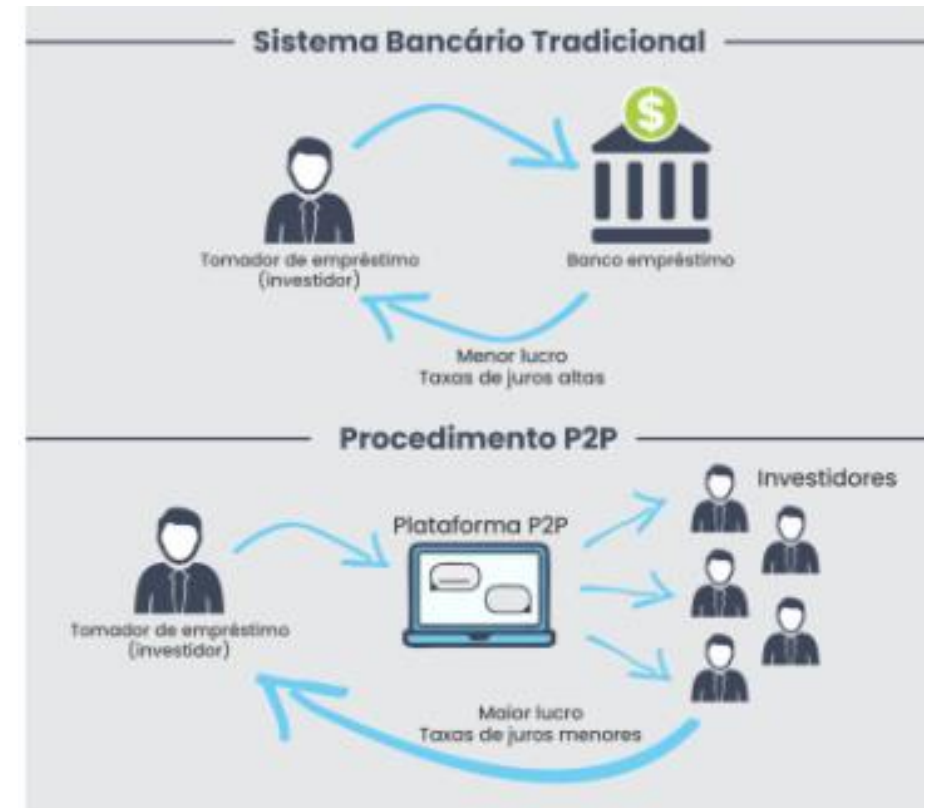 Sistema Bancário Tradicional
$
Tomador de empréstimo
(investidor)
Banco empréstimo
Menor lucro
Taxas de juros altas
Procedimento P2P
Investidores
Plataforma P2P
Tomador de empréstimo
(investidor)
Maior lucro
Taxas de juros menores